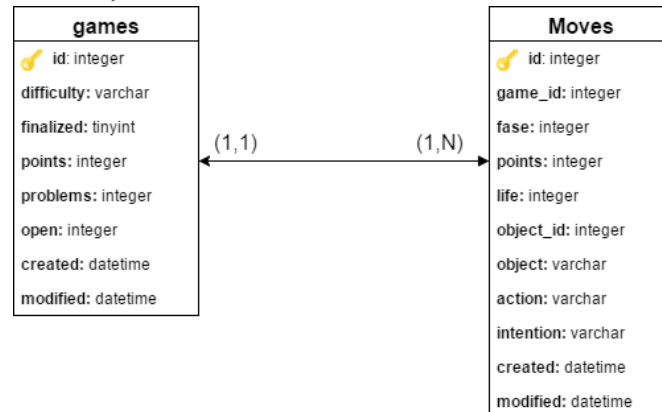 games
id: integer
difficulty: varchar
finalized: tinyint
points: integer
problems: integer
open: integer
created: datetime
modified: datetime
(1,1)
(1,N)
Moves
id: integer
game_id: integer
fase: integer
points: integer
life: integer
object_id: integer
object: varchar
action: varchar
intention: varchar
created: datetime
modified: datetime